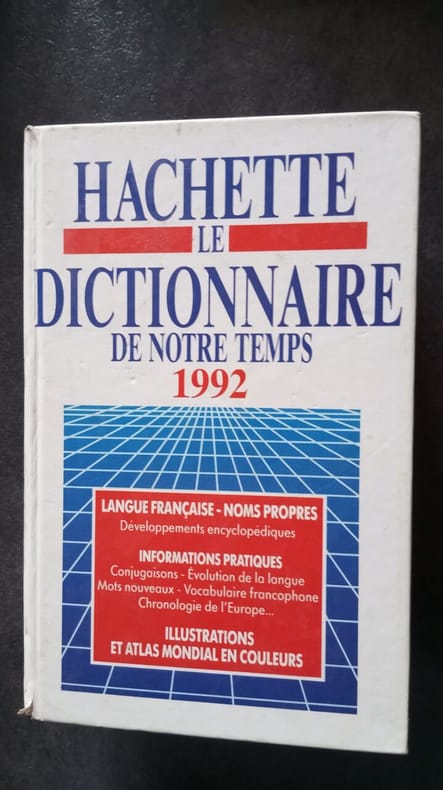 HACHETTE
LE
DICTIONNAIRE
DE NOTRE TEMPS
1992
LANGUE FRANÇAISE - NOMS PROPRES
Développements encyclopédiques
INFORMATIONS PRATIQUES
Conjugaisons - Évolution de la langue
Mots nouveaux - Vocabulaire francophone
Chronologie de l'Europe...
ILLUSTRATIONS
ET ATLAS MONDIAL EN COULEURS